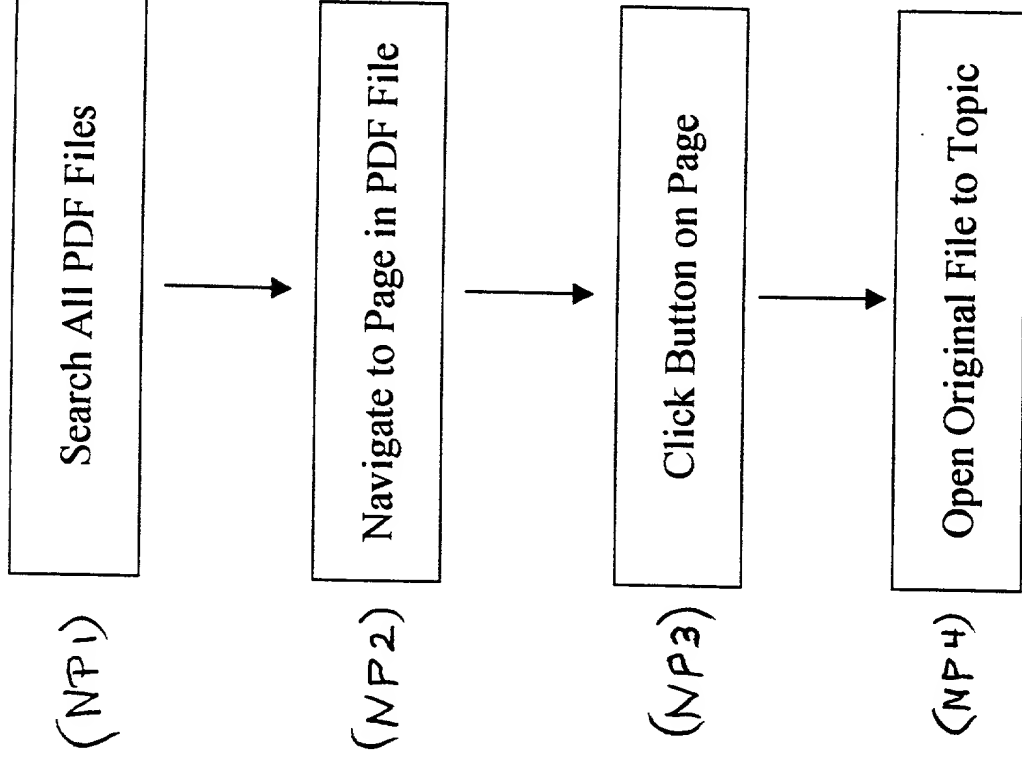 (NP1) Search All PDF Files
(NP2) Navigate to Page in PDF File
(NP3) Click Button on Page
(NP4) Open Original File to Topic